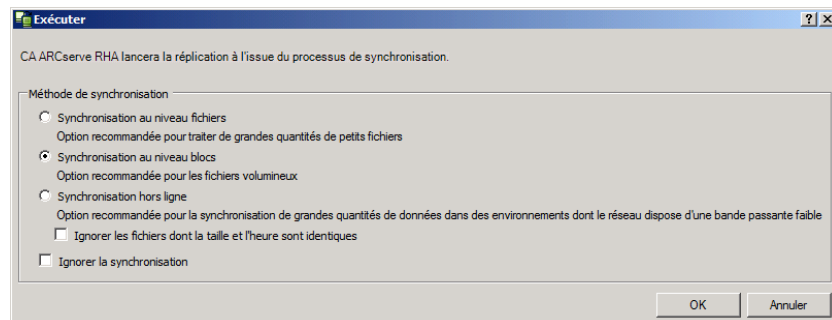 Exécuter
CA ARCserve RHA lancera la réplication à l'issue du processus de synchronisation.
Méthode de synchronisation
Synchronisation au niveau fichiers
Option recommandée pour traiter de grandes quantités de petits fichiers
Synchronisation au niveau blocs
Option recommandée pour les fichiers volumineux
Synchronisation hors ligne
Option recommandée pour la synchronisation de grandes quantités de données dans des environnements dont le réseau dispose d'une bande passante faible
Ignorer les fichiers dont la taille et l'heure sont identiques
Ignorer la synchronisation
OK Annuler